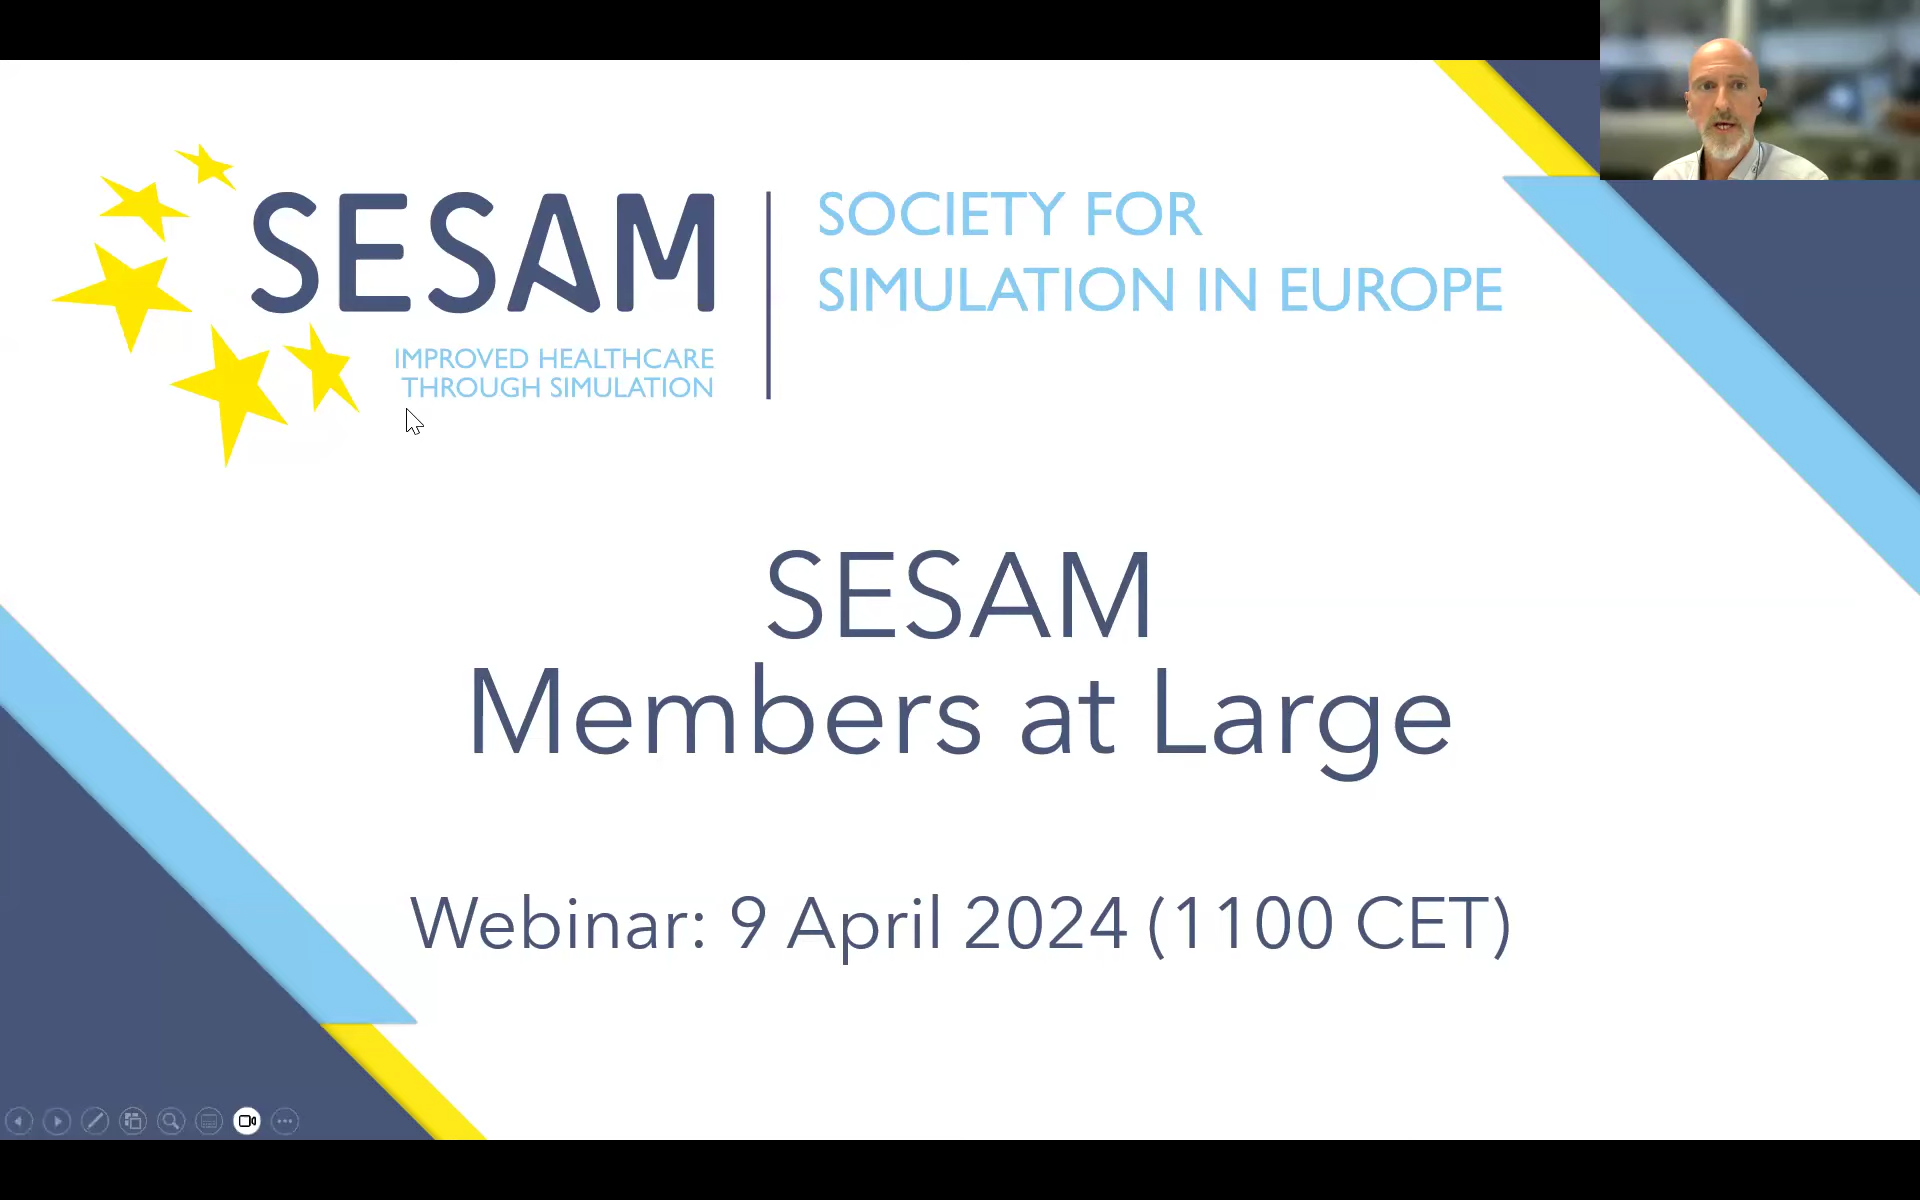 SESAM
SOCIETY FOR
SIMULATION IN EUROPE
IMPROVED HEALTHCARE
THROUGH SIMULATION
SESAM
Members at Large
Webinar: 9 April 2024 (1100 CET)